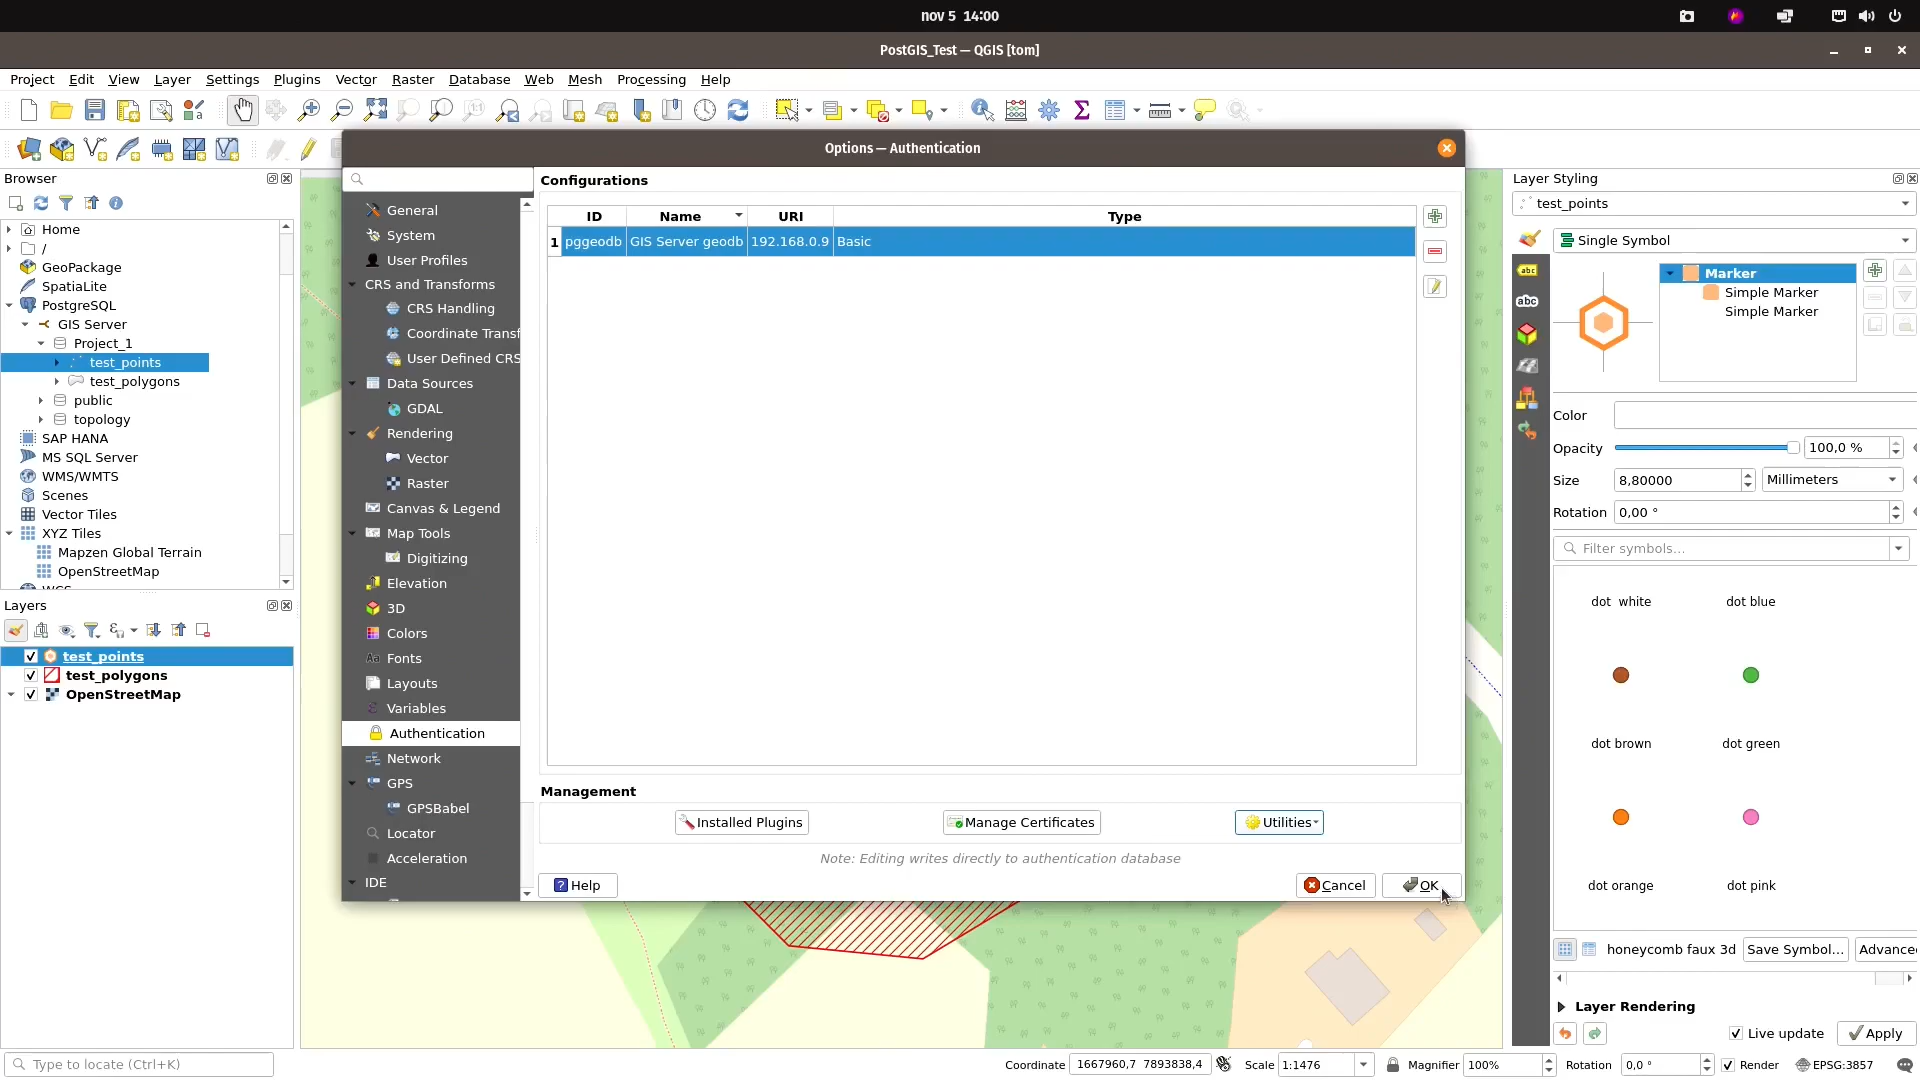 nov 5 14:00
PostGIS_Test — QGIS [tom]
Project Edit View Layer Settings Plugins Vector Raster Database Web Mesh Processing Help
Browser
Home
/
GeoPackage
SpatiaLite
PostgreSQL
GIS Server
Project_1
test_points
test_polygons
public
topology
SAP HANA
MS SQL Server
WMS/WMTS
Scenes
Vector Tiles
XYZ Tiles
Mapzen Global Terrain
OpenStreetMap
WCS
Layers
test_points
test_polygons
OpenStreetMap
Options — Authentication
General
System
User Profiles
CRS and Transforms
CRS Handling
Coordinate Transf
User Defined CRS
Data Sources
GDAL
Rendering
Vector
Raster
Canvas & Legend
Map Tools
Digitizing
Elevation
3D
Colors
Fonts
Layouts
Variables
Authentication
Network
GPS
GPSBabel
Locator
Acceleration
IDE
Configurations
ID Name URI Type
1 pggeodb GIS Server geodb 192.168.0.9 Basic
Management
Installed Plugins Manage Certificates Utilities
Note: Editing writes directly to authentication database
Help Cancel OK
Layer Styling
test_points
Single Symbol
Marker
Simple Marker
Simple Marker
Color
Opacity 100,0 %
Size 8,80000 Millimeters
Rotation 0,00 °
Filter symbols...
dot white dot blue
dot brown dot green
dot orange dot pink
honeycomb faux 3d Save Symbol... Advanced
Layer Rendering
Live update Apply
Type to locate (Ctrl+K) Coordinate 1667960,7 7893838,4 Scale 1:1476 Magnifier 100% Rotation 0,0 ° Render EPSG:3857